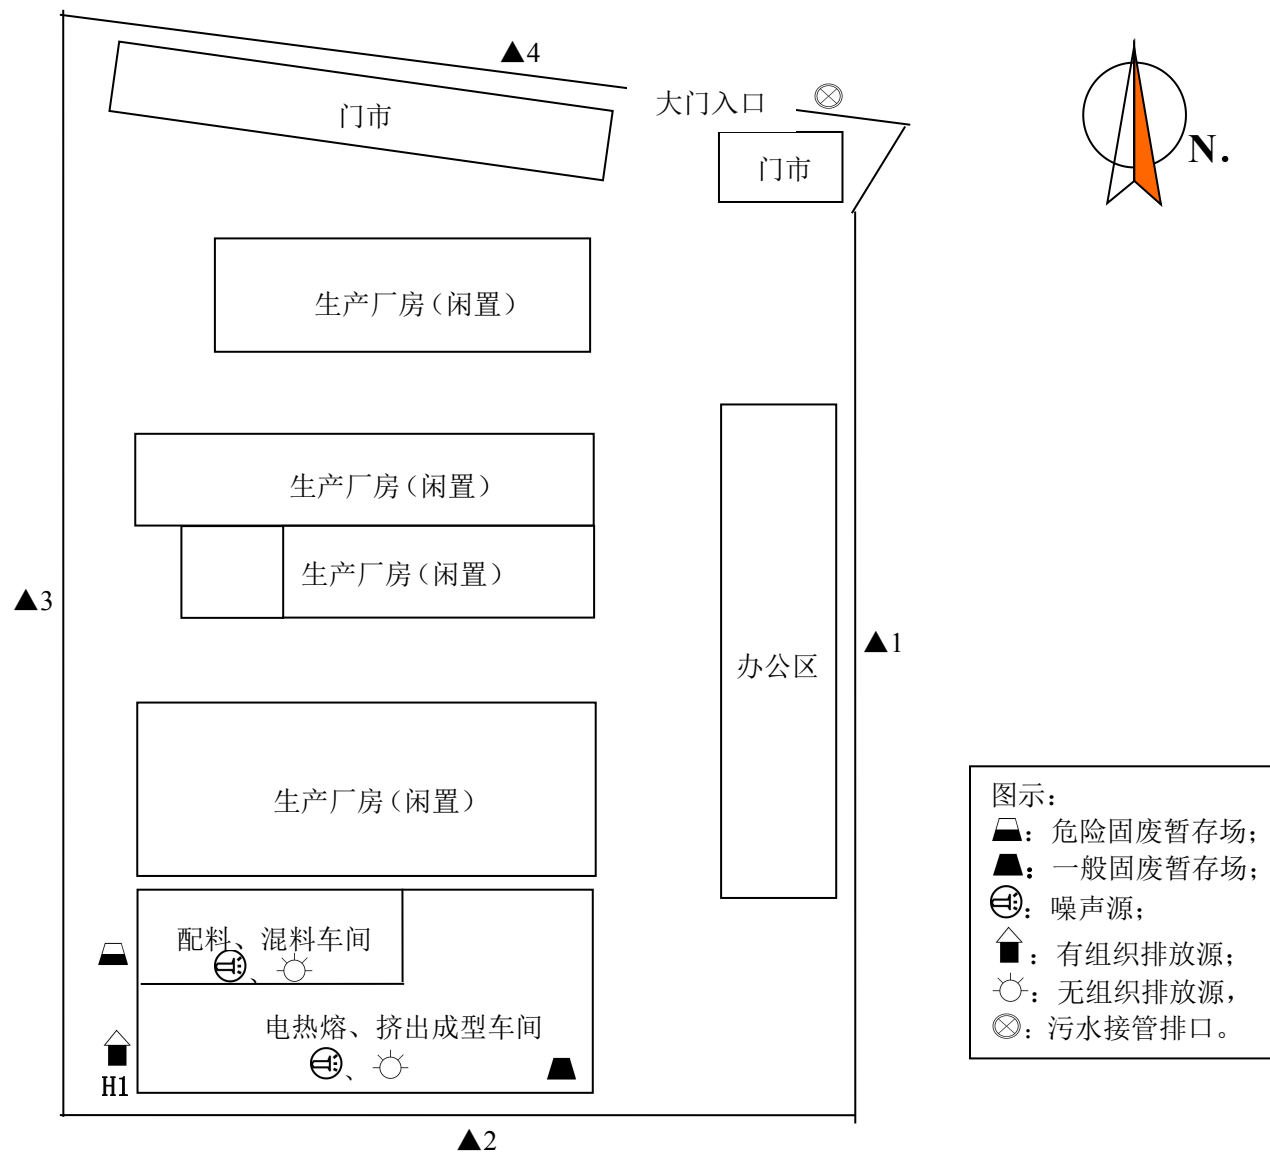 ▲4
大门入口
门市
门市
N.
生产厂房(闲置)
生产厂房(闲置)
生产厂房(闲置)
▲3
▲1
办公区
生产厂房(闲置)
图示:
:危险固废暂存场;
:一般固废暂存场;
:噪声源;
:有组织排放源;
:无组织排放源,
:污水接管排口。
配料、混料车间
、
电热熔、挤出成型车间
、
H1
▲2